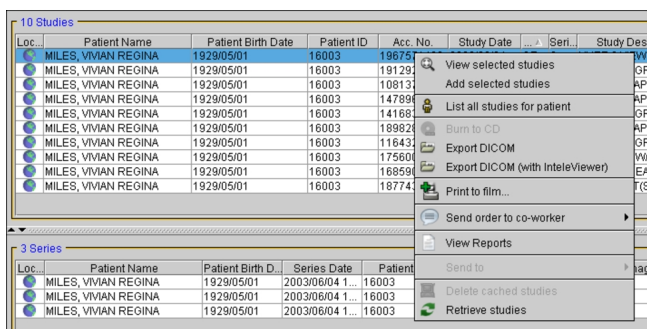 10 Studies
Loc... Patient Name Patient Birth Date Patient ID Acc. No. Study Date ... Seri... Study Des
MILES, VIVIAN REGINA 1929/05/01 16003
MILES, VIVIAN REGINA 1929/05/01 16003
MILES, VIVIAN REGINA 1929/05/01 16003
MILES, VIVIAN REGINA 1929/05/01 16003
MILES, VIVIAN REGINA 1929/05/01 16003
MILES, VIVIAN REGINA 1929/05/01 16003
MILES, VIVIAN REGINA 1929/05/01 16003
MILES, VIVIAN REGINA 1929/05/01 16003
MILES, VIVIAN REGINA 1929/05/01 16003
MILES, VIVIAN REGINA 1929/05/01 16003
View selected studies
Add selected studies
List all studies for patient
Burn to CD
Export DICOM
Export DICOM (with InteleViewer)
Print to film...
Send order to co-worker
View Reports
Send to
Delete cached studies
Retrieve studies
3 Series
Loc... Patient Name Patient Birth D... Series Date Patient
MILES, VIVIAN REGINA 1929/05/01 2003/06/04 1... 16003
MILES, VIVIAN REGINA 1929/05/01 2003/06/04 1... 16003
MILES, VIVIAN REGINA 1929/05/01 2003/06/04 1... 16003